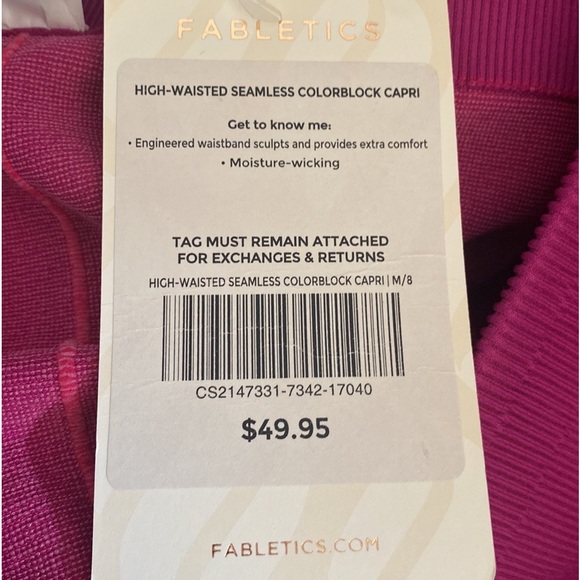 FABLETICS
HIGH-WAISTED SEAMLESS COLORBLOCK CAPRI
Get to know me:
• Engineered waistband sculpts and provides extra comfort
• Moisture-wicking
TAG MUST REMAIN ATTACHED
FOR EXCHANGES & RETURNS
HIGH-WAISTED SEAMLESS COLORBLOCK CAPRI | M/8
CS2147331-7342-17040
$49.95
FABLETICS.COM